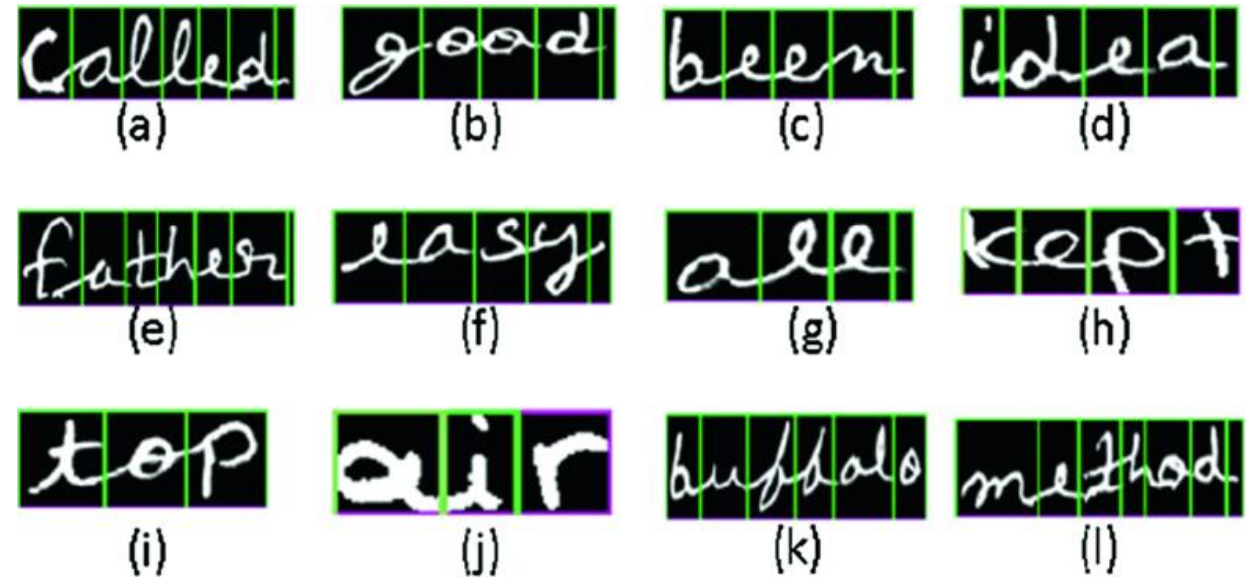 Called good been idea
(a) (b) (c) (d)
father easy all kept
(e) (f) (g) (h)
top air buffalo method
(i) (j) (k) (l)